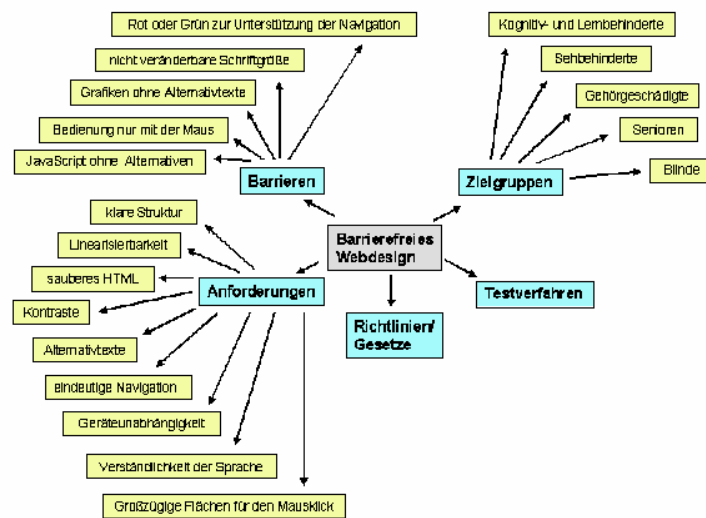 Rot oder Grün zur Unterstützung der Navigation
nicht veränderbare Schriftgröße
Grafiken ohne Alternativtexte
Bedienung nur mit der Maus
JavaScript ohne Alternativen
Barrieren
Kognitiv- und Lernbehinderte
Sehbehinderte
Gehörgeschädigte
Senioren
Blinde
Zielgruppen
Barrierefreies
Webdesign
klare Struktur
Linearisierbarkeit
sauberes HTML
Kontraste
Alternativtexte
eindeutige Navigation
Geräteunabhängigkeit
Verständlichkeit der Sprache
Großzügige Flächen für den Mausklick
Anforderungen
Richtlinien/
Gesetze
Testverfahren